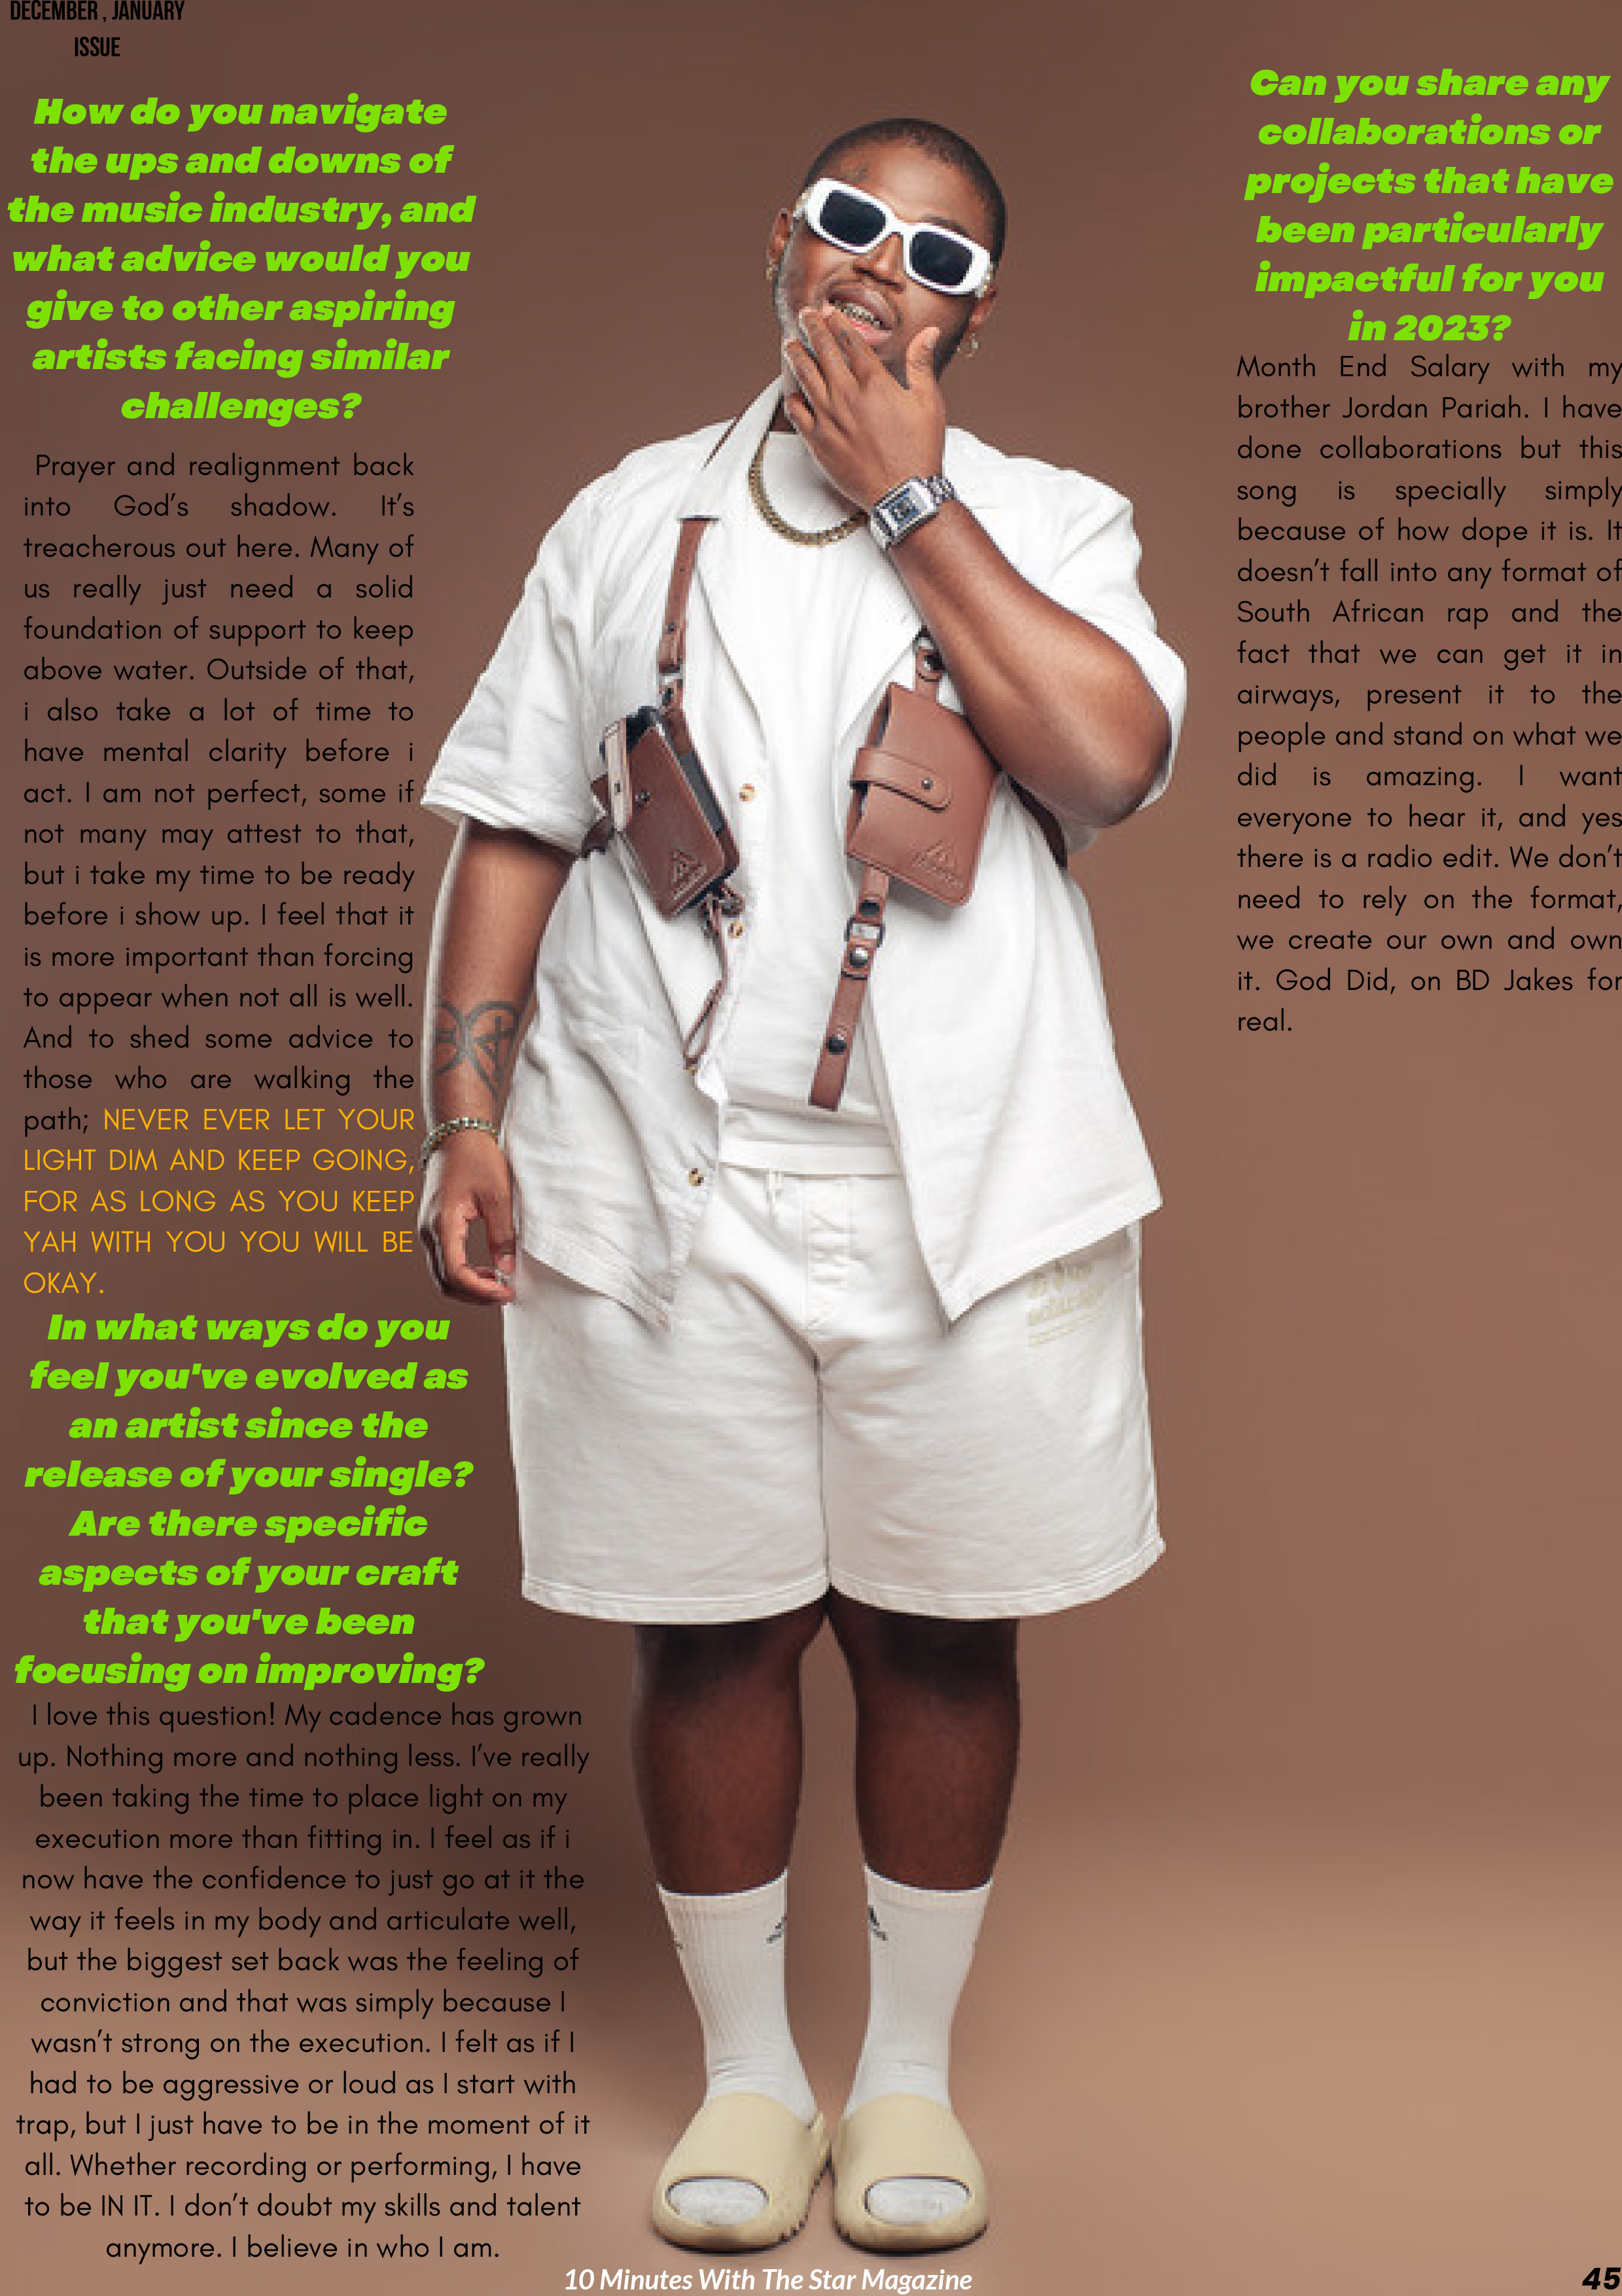 DECEMBER , JANUARY
ISSUE
How do you navigate
the ups and downs of
the music industry, and
what advice would you
give to other aspiring
artists facing similar
challenges?
Prayer and realignment back
into God's shadow. It's
treacherous out here. Many of
us really just need a solid
foundation of support to keep
above water. Outside of that,
i also take a lot of time to
have mental clarity before i
act. I am not perfect, some if
not many may attest to that,
but i take my time to be ready
before i show up. I feel that it
is more important than forcing
to appear when not all is well.
And to shed some advice to
those who are walking the
path; NEVER EVER LET YOUR
LIGHT DIM AND KEEP GOING,
FOR AS LONG AS YOU KEEP
YAH WITH YOU YOU WILL BE
OKAY.
In what ways do you
feel you've evolved as
an artist since the
release of your single?
Are there specific
aspects of your craft
that you've been
focusing on improving?
I love this question! My cadence has grown
up. Nothing more and nothing less. I've really
been taking the time to place light on my
execution more than fitting in. I feel as if i
now have the confidence to just go at it the
way it feels in my body and articulate well,
but the biggest set back was the feeling of
conviction and that was simply because I
wasn't strong on the execution. I felt as if I
had to be aggressive or loud as I start with
trap, but I just have to be in the moment of it
all. Whether recording or performing, I have
to be IN IT. I don't doubt my skills and talent
anymore. I believe in who I am.
Can you share any
collaborations or
projects that have
been particularly
impactful for you
in 2023?
Month End Salary with my
brother Jordan Pariah. I have
done collaborations but this
song is specially simply
because of how dope it is. It
doesn't fall into any format of
South African rap and the
fact that we can get it in
airways, present it to the
people and stand on what we
did is amazing. I want
everyone to hear it, and yes
there is a radio edit. We don't
need to rely on the format,
we create our own and own
it. God Did, on BD Jakes for
real.
10 Minutes With The Star Magazine
45